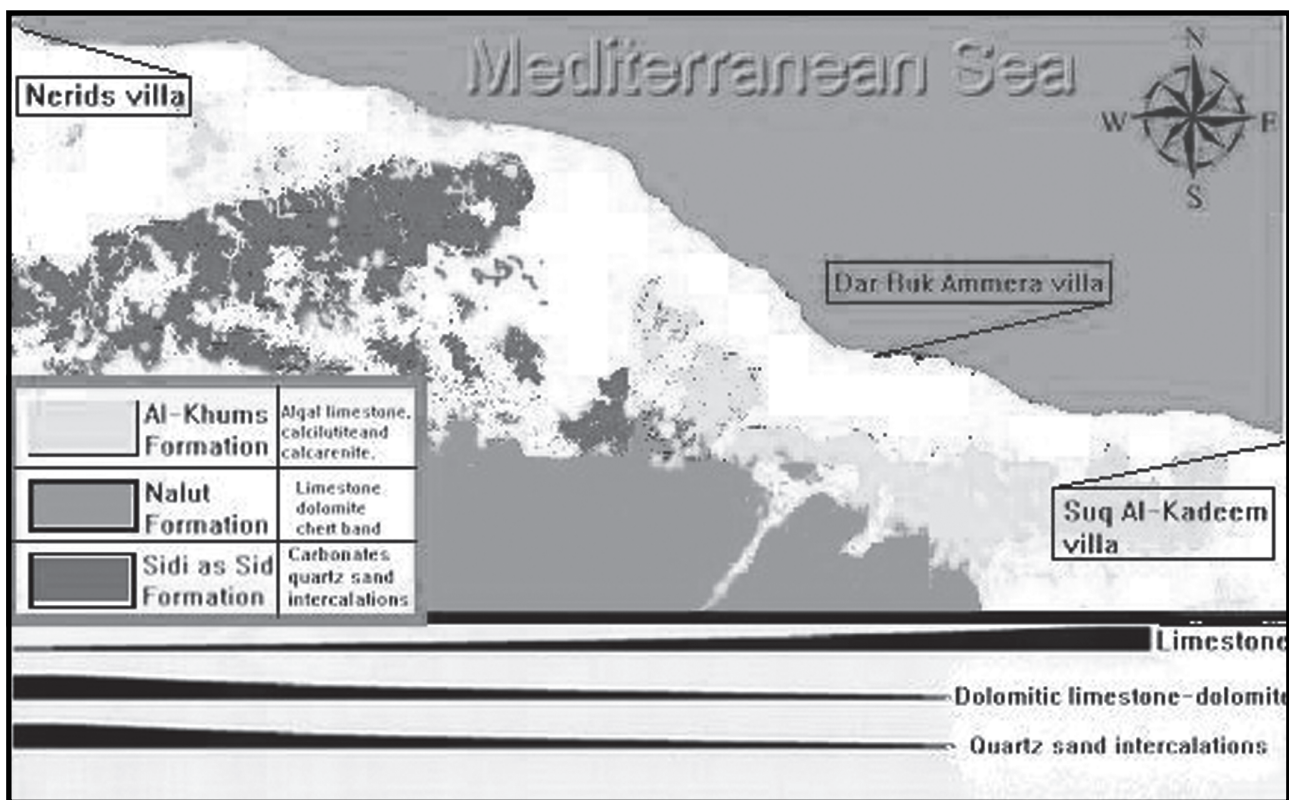 Mediterranean Sea
N
W E
S
Nerids villa
Dar Buk Ammera villa
Suq Al-Kadeem
villa
Al-Khums
Formation
Algal limestone,
calcilutite and
calcarenite.
Nalut
Formation
Limestone
dolomite
chert band
Sidi as Sid
Formation
Carbonates
quartz sand
intercalations
Limestone
Dolomitic limestone-dolomite
Quartz sand intercalations